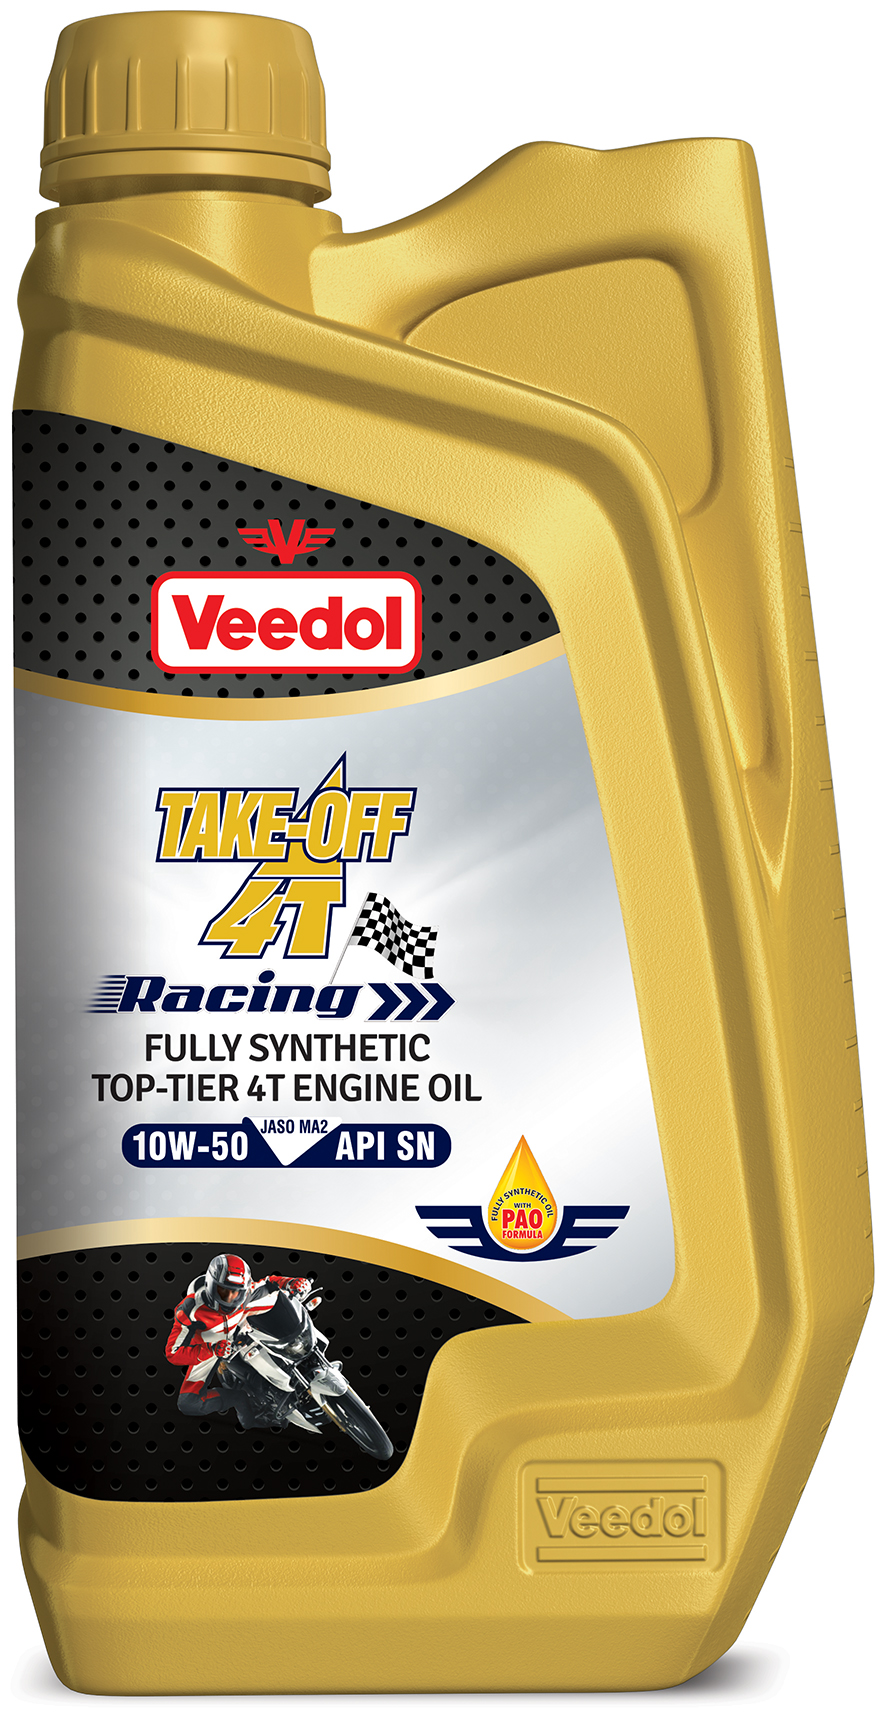 V
Veedol
TAKE-OFF
4T
Racing
FULLY SYNTHETIC
TOP-TIER 4T ENGINE OIL
10W-50 JASO MA2 API SN
FULLY SYNTHETIC OIL
WITH
PAO
FORMULA
Veedol